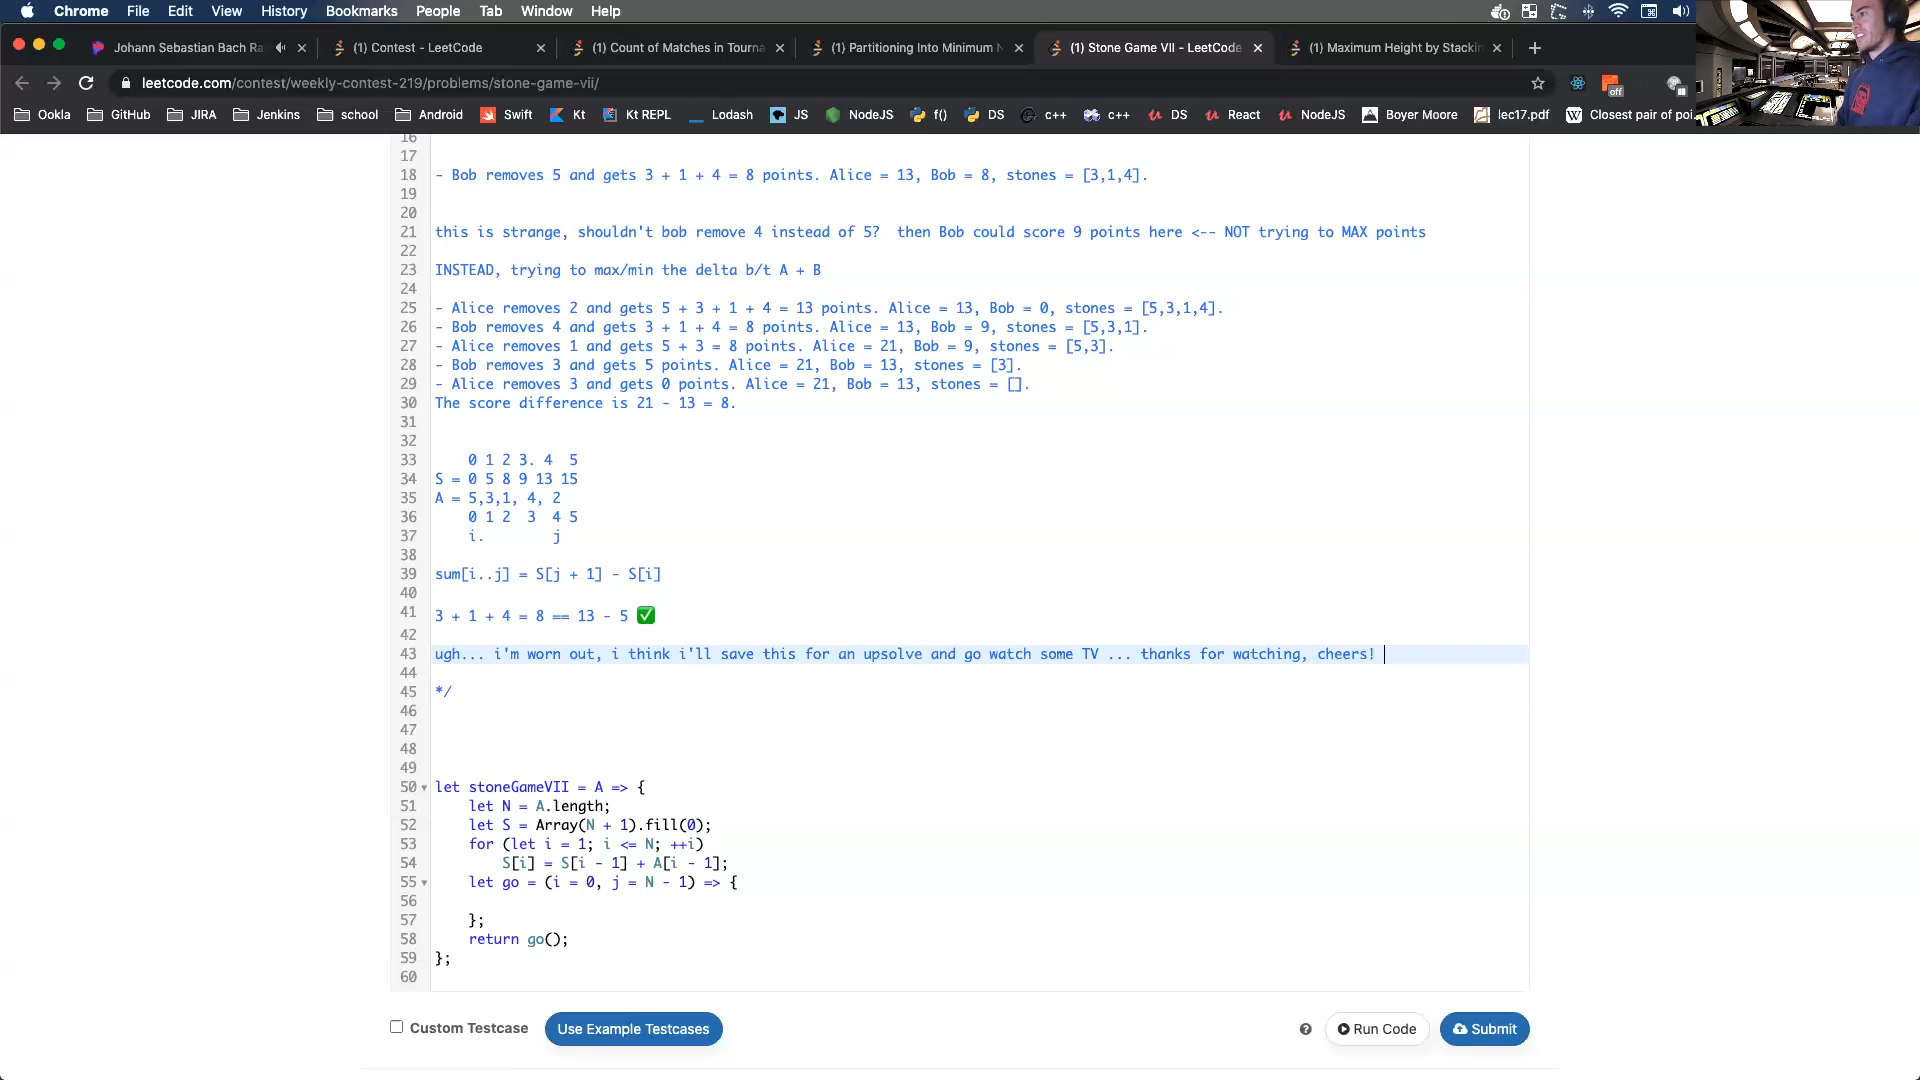 Chrome File Edit View History Bookmarks People Tab Window Help
Johann Sebastian Bach Ra
(1) Contest - LeetCode
(1) Count of Matches in Tourna
(1) Partitioning Into Minimum N
(1) Stone Game VII - LeetCode
(1) Maximum Height by Stackin
leetcode.com/contest/weekly-contest-219/problems/stone-game-vii/
off
Ookla GitHub JIRA Jenkins school Android Swift Kt Kt REPL Lodash JS NodeJS f() DS c++ c++ DS React NodeJS Boyer Moore lec17.pdf Closest pair of poi
16
17
18 - Bob removes 5 and gets 3 + 1 + 4 = 8 points. Alice = 13, Bob = 8, stones = [3,1,4].
19
20
21 this is strange, shouldn't bob remove 4 instead of 5? then Bob could score 9 points here <-- NOT trying to MAX points
22
23 INSTEAD, trying to max/min the delta b/t A + B
24
25 - Alice removes 2 and gets 5 + 3 + 1 + 4 = 13 points. Alice = 13, Bob = 0, stones = [5,3,1,4].
26 - Bob removes 4 and gets 3 + 1 + 4 = 8 points. Alice = 13, Bob = 9, stones = [5,3,1].
27 - Alice removes 1 and gets 5 + 3 = 8 points. Alice = 21, Bob = 9, stones = [5,3].
28 - Bob removes 3 and gets 5 points. Alice = 21, Bob = 13, stones = [3].
29 - Alice removes 3 and gets 0 points. Alice = 21, Bob = 13, stones = [].
30 The score difference is 21 - 13 = 8.
31
32
33 0 1 2 3. 4 5
34 S = 0 5 8 9 13 15
35 A = 5,3,1, 4, 2
36 0 1 2 3 4 5
37 i. j
38
39 sum[i..j] = S[j + 1] - S[i]
40
41 3 + 1 + 4 = 8 == 13 - 5 ✅
42
43 ugh... i'm worn out, i think i'll save this for an upsolve and go watch some TV ... thanks for watching, cheers!
44
45 */
46
47
48
49
50 let stoneGameVII = A => {
51 let N = A.length;
52 let S = Array(N + 1).fill(0);
53 for (let i = 1; i <= N; ++i)
54 S[i] = S[i - 1] + A[i - 1];
55 let go = (i = 0, j = N - 1) => {
56
57 };
58 return go();
59 };
60
Custom Testcase Use Example Testcases Run Code Submit